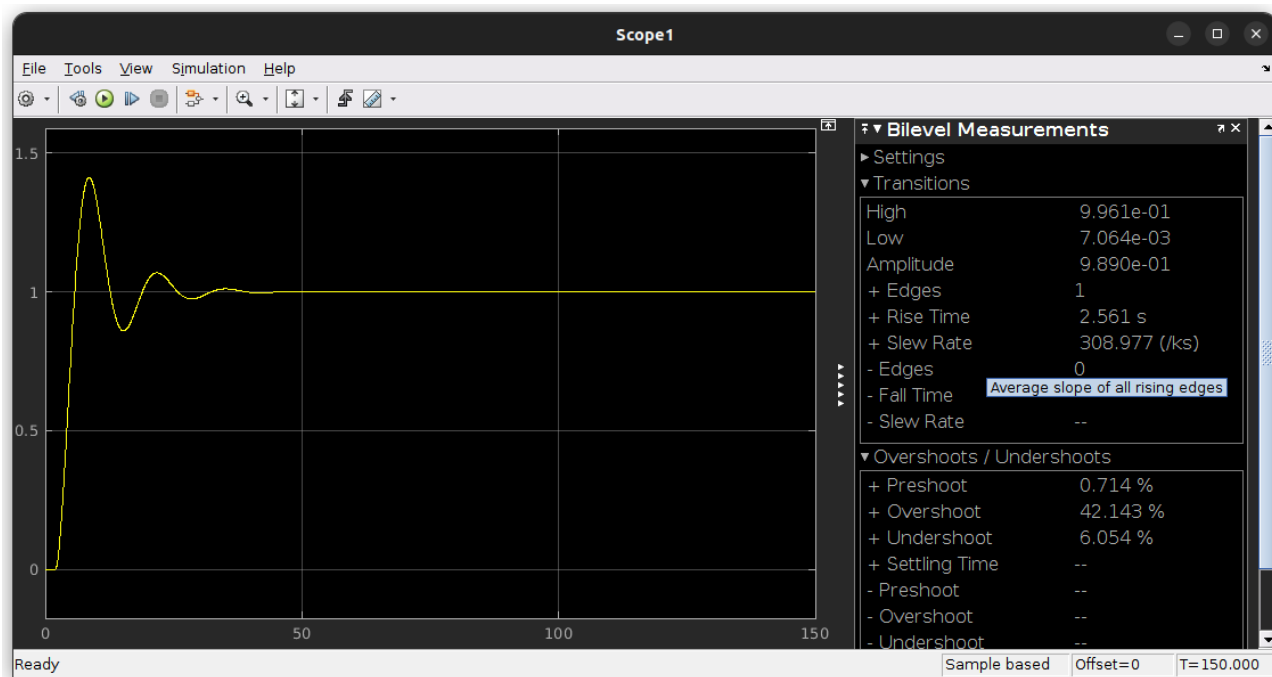 Scope1
File Tools View Simulation Help
1.5
1
0.5
0
0 50 100 150
Bilevel Measurements
Settings
Transitions
High 9.961e-01
Low 7.064e-03
Amplitude 9.890e-01
+ Edges 1
+ Rise Time 2.561 s
+ Slew Rate 308.977 (/ks)
- Edges 0
Average slope of all rising edges
- Fall Time
- Slew Rate --
Overshoots / Undershoots
+ Preshoot 0.714 %
+ Overshoot 42.143 %
+ Undershoot 6.054 %
+ Settling Time --
- Preshoot --
- Overshoot --
- Undershoot --
Ready Sample based Offset=0 T=150.000